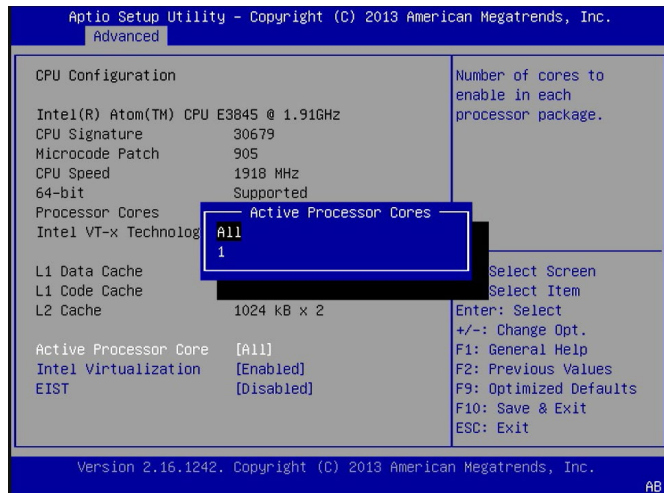 Aptio Setup Utility – Copyright (C) 2013 American Megatrends, Inc.
Advanced
CPU Configuration
Intel(R) Atom(TM) CPU E3845 @ 1.91GHz
CPU Signature 30679
Microcode Patch 905
CPU Speed 1918 MHz
64-bit Supported
Processor Cores
Intel VT-x Technolog
L1 Data Cache
L1 Code Cache
L2 Cache 1024 kB x 2
Active Processor Core [All]
Intel Virtualization [Enabled]
EIST [Disabled]
Active Processor Cores
All
1
Number of cores to
enable in each
processor package.
Select Screen
Select Item
Enter: Select
+/-: Change Opt.
F1: General Help
F2: Previous Values
F9: Optimized Defaults
F10: Save & Exit
ESC: Exit
Version 2.16.1242. Copyright (C) 2013 American Megatrends, Inc.
AB